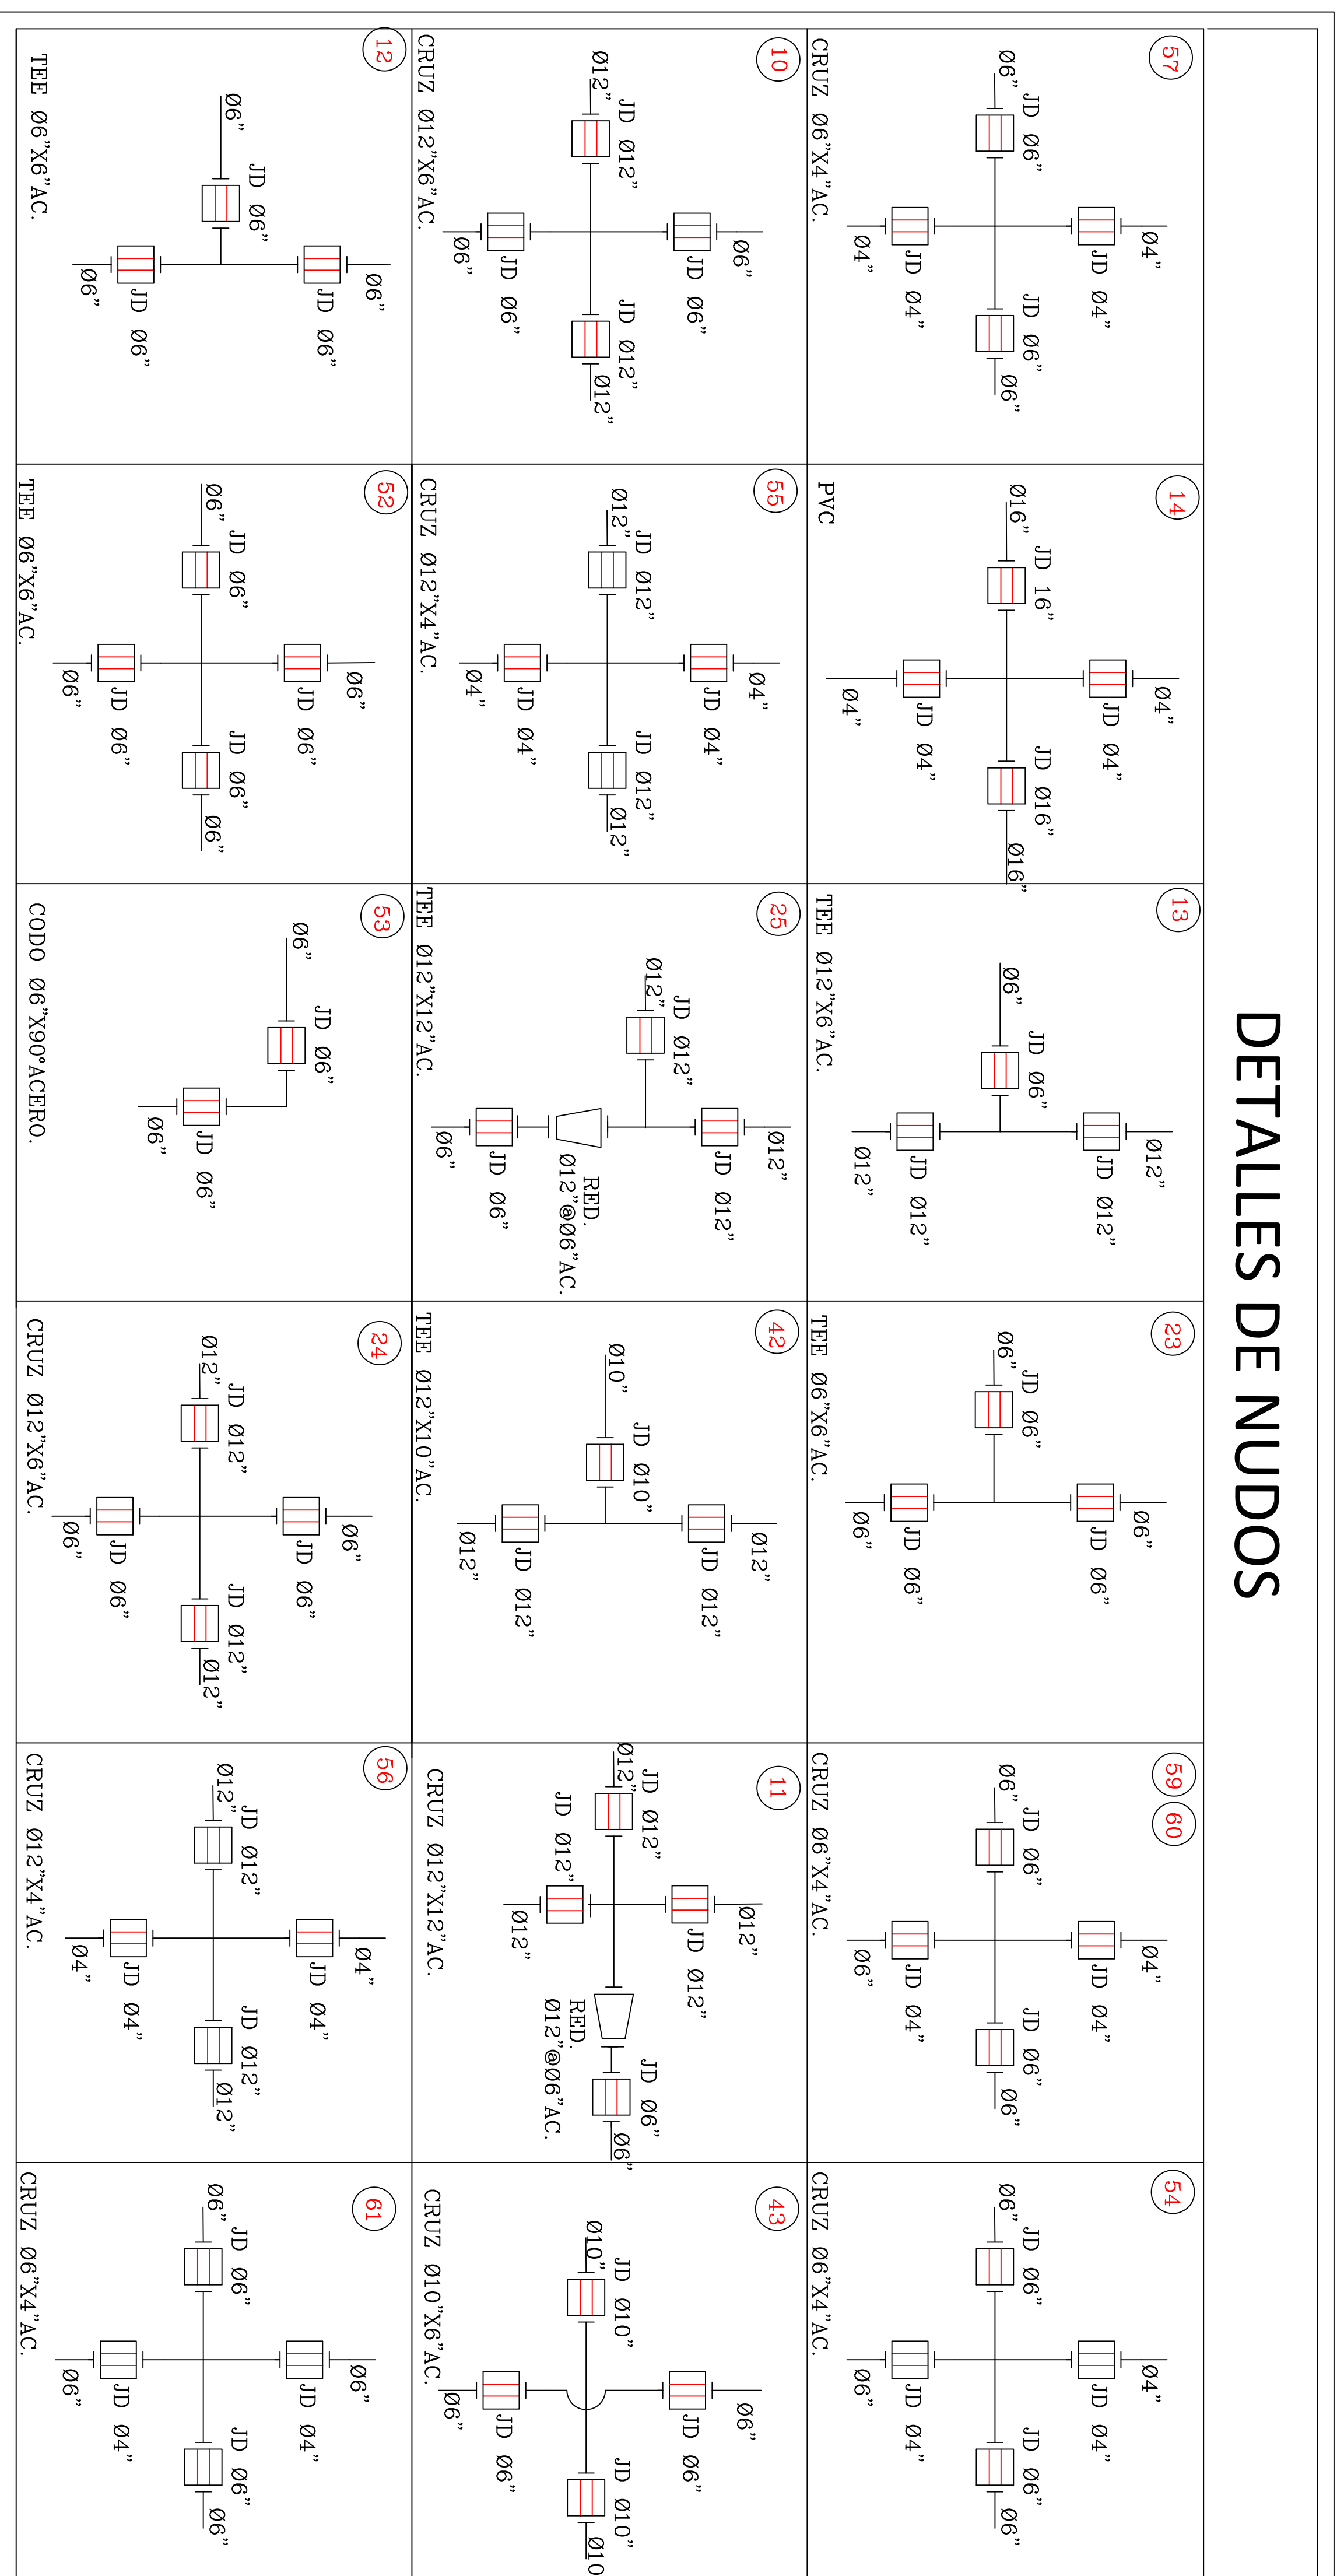 DETALLES DE NUDOS
57
Ø4"
JD Ø4"
JD Ø6"
JD Ø6"
Ø6"
Ø6"
JD Ø4"
Ø4"
CRUZ Ø6"X4"AC.
14
Ø4"
JD Ø4"
JD 16"
JD Ø16"
Ø16"
Ø16"
JD Ø4"
Ø4"
PVC
13
Ø12"
JD Ø12"
JD Ø6"
Ø6"
JD Ø12"
Ø12"
TEE Ø12"X6"AC.
23
Ø6"
JD Ø6"
JD Ø6"
Ø6"
JD Ø6"
Ø6"
TEE Ø6"X6"AC.
59 60
Ø4"
JD Ø4"
JD Ø6"
JD Ø6"
Ø6"
Ø6"
JD Ø4"
Ø6"
CRUZ Ø6"X4"AC.
54
Ø4"
JD Ø4"
JD Ø6"
JD Ø6"
Ø6"
Ø6"
JD Ø4"
Ø6"
CRUZ Ø6"X4"AC.
10
Ø6"
JD Ø6"
JD Ø12"
JD Ø12"
Ø12"
Ø12"
JD Ø6"
Ø6"
CRUZ Ø12"X6"AC.
55
Ø4"
JD Ø4"
JD Ø12"
JD Ø12"
Ø12"
Ø12"
JD Ø4"
Ø4"
CRUZ Ø12"X4"AC.
25
Ø12"
JD Ø12"
JD Ø12"
Ø12"
RED.
Ø12"@Ø6"AC.
JD Ø6"
Ø6"
TEE Ø12"X12"AC.
42
Ø12"
JD Ø12"
JD Ø10"
Ø10"
JD Ø12"
Ø12"
TEE Ø12"X10"AC.
11
Ø12"
JD Ø12"
JD Ø12"
JD Ø6"
Ø12"
Ø6"
RED.
Ø12"@Ø6"AC.
JD Ø12"
Ø12"
CRUZ Ø12"X12"AC.
43
Ø6"
JD Ø6"
JD Ø10"
JD Ø10"
Ø10"
Ø10
JD Ø6"
Ø6"
CRUZ Ø10"X6"AC.
12
Ø6"
JD Ø6"
JD Ø6"
Ø6"
JD Ø6"
Ø6"
TEE Ø6"X6"AC.
52
Ø6"
JD Ø6"
JD Ø6"
JD Ø6"
Ø6"
Ø6"
JD Ø6"
Ø6"
TEE Ø6"X6"AC.
53
JD Ø6"
Ø6"
JD Ø6"
Ø6"
CODO Ø6"X90°ACERO.
24
Ø6"
JD Ø6"
JD Ø12"
JD Ø12"
Ø12"
Ø12"
JD Ø6"
Ø6"
CRUZ Ø12"X6"AC.
56
Ø4"
JD Ø4"
JD Ø12"
JD Ø12"
Ø12"
Ø12"
JD Ø4"
Ø4"
CRUZ Ø12"X4"AC.
61
Ø6"
JD Ø4"
JD Ø6"
JD Ø6"
Ø6"
Ø6"
JD Ø4"
Ø6"
CRUZ Ø6"X4"AC.